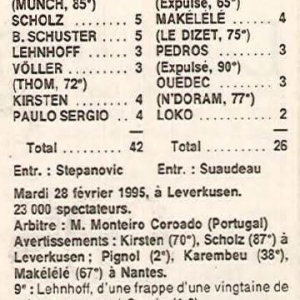 (MÜNCH, 85°) (Expulsé, 65°)
SCHOLZ 5 MAKÉLÉLÉ 4
B. SCHUSTER 5 (LE DIZET, 75°)
LEHNHOFF 3 PEDROS 3
VÖLLER 3 (Expulsé, 90°)
(THOM, 72°) OUEDEC 3
KIRSTEN 4 (N'DORAM, 77°)
PAULO SERGIO .. 4 LOKO 2
Total 42 Total 26
Entr. : Stepanovic Entr. : Suaudeau
Mardi 28 février 1995, à Leverkusen.
23 000 spectateurs.
Arbitre : M. Monteiro Coroado (Portugal)
Avertissements : Kirsten (70°), Scholz (87°) à
Leverkusen ; Pignol (2°), Karembeu (38°),
Makélélé (67°) à Nantes.
9° : Lehnhoff, d'une frappe d'une vingtaine de